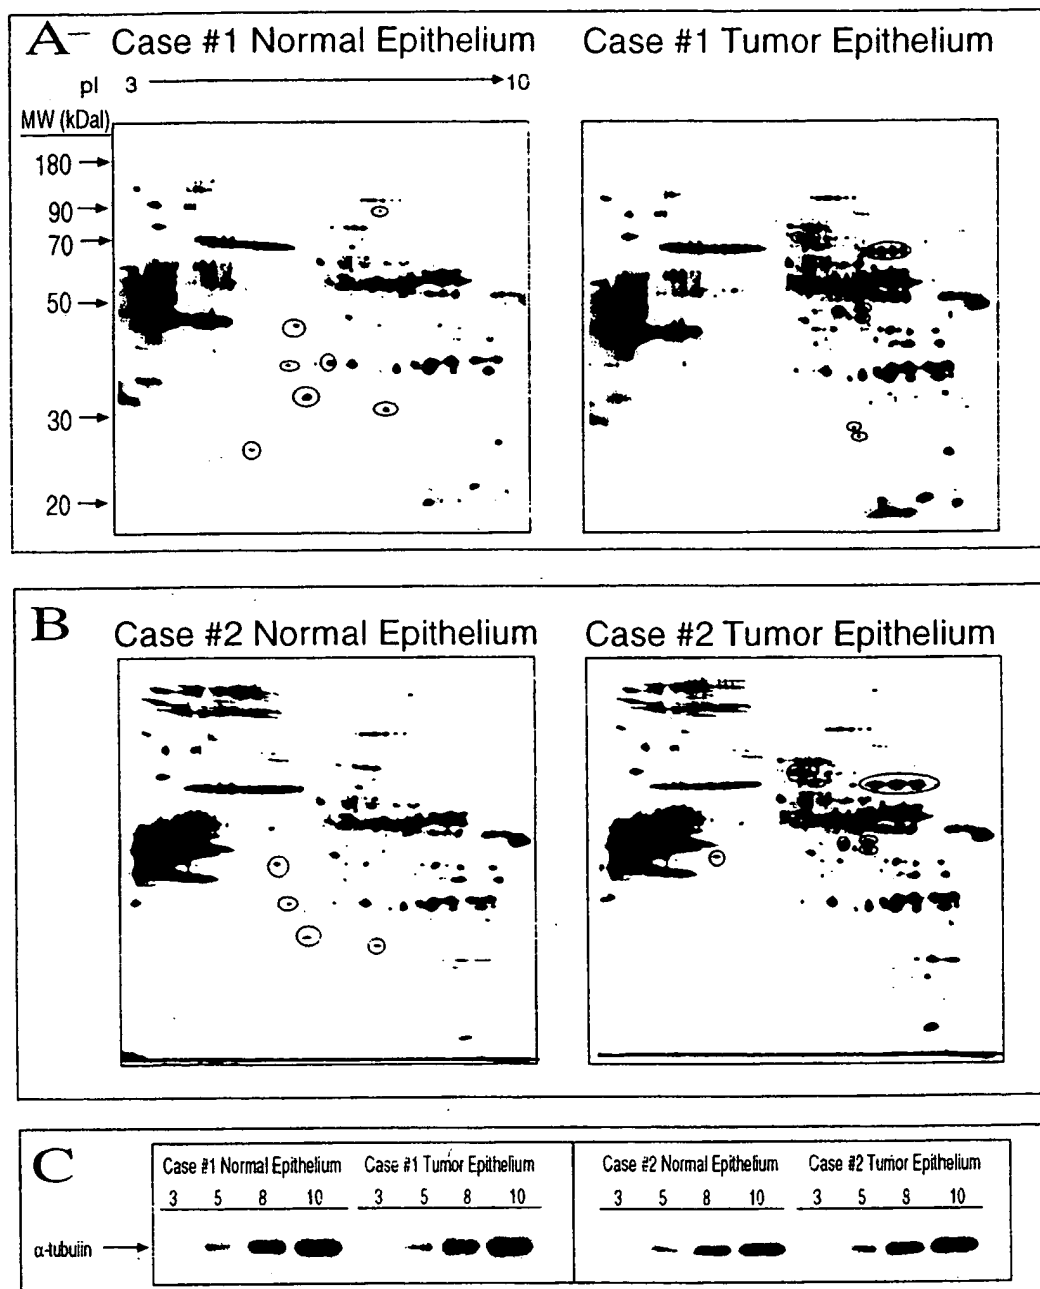 A
Case #1 Normal Epithelium
Case #1 Tumor Epithelium
pI 3 10
MW (kDal)
180
90
70
50
30
20
B
Case #2 Normal Epithelium
Case #2 Tumor Epithelium
C
Case #1 Normal Epithelium
Case #1 Tumor Epithelium
Case #2 Normal Epithelium
Case #2 Tumor Epithelium
3 5 8 10
3 5 8 10
3 5 8 10
3 5 8 10
α-tubulin